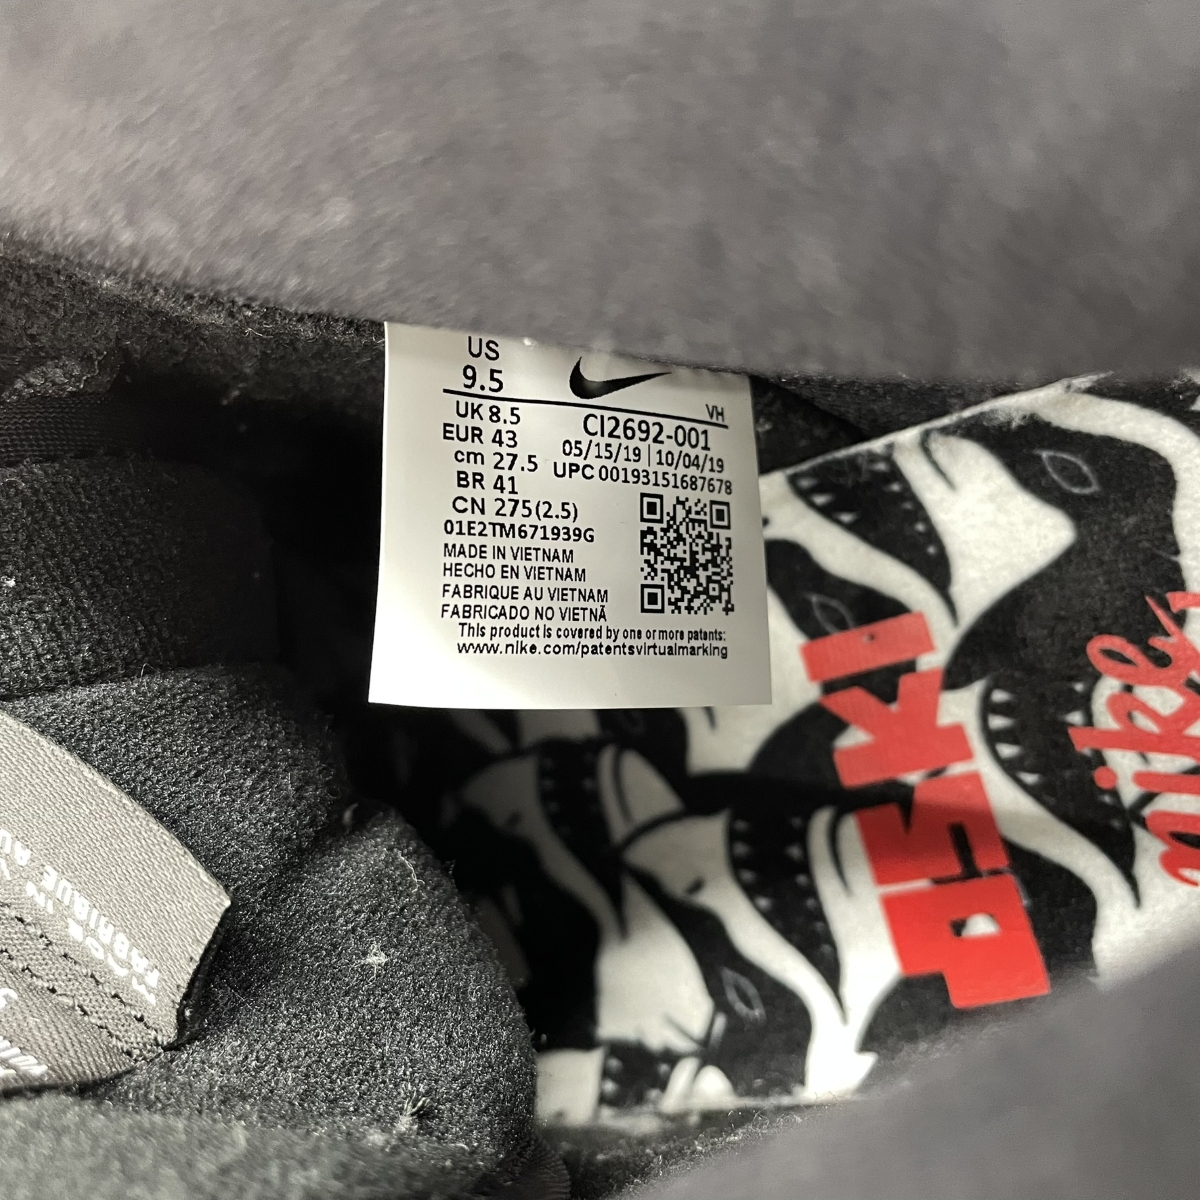 US
9.5
VH
UK 8.5
CI2692-001
EUR 43
05/15/19 | 10/04/19
cm 27.5
UPC 00193151687678
BR 41
CN 275(2.5)
01E2TM671939G
MADE IN VIETNAM
HECHO EN VIETNAM
FABRIQUE AU VIETNAM
FABRICADO NO VIETNÃ
This product is covered by one or more patents:
www.nike.com/patentsvirtualmarking
OSKI
nike